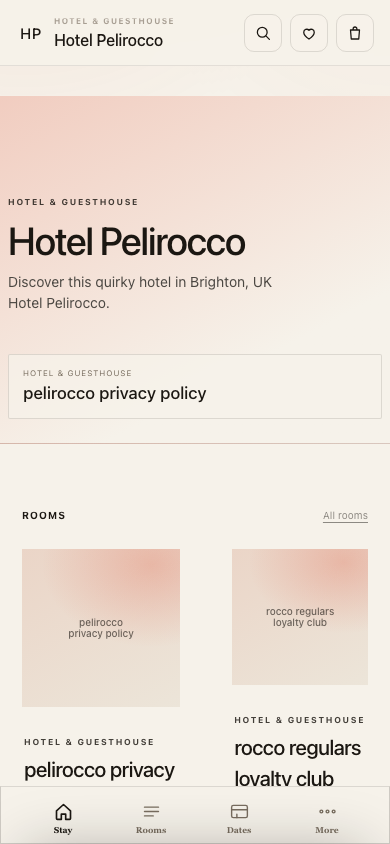 HP
HOTEL & GUESTHOUSE
Hotel Pelirocco
HOTEL & GUESTHOUSE
Hotel Pelirocco
Discover this quirky hotel in Brighton, UK
Hotel Pelirocco.
HOTEL & GUESTHOUSE
pelirocco privacy policy
ROOMS
All rooms
pelirocco
privacy policy
HOTEL & GUESTHOUSE
pelirocco privacy
rocco regulars
loyalty club
HOTEL & GUESTHOUSE
rocco regulars
loyalty club
Stay
Rooms
Dates
More